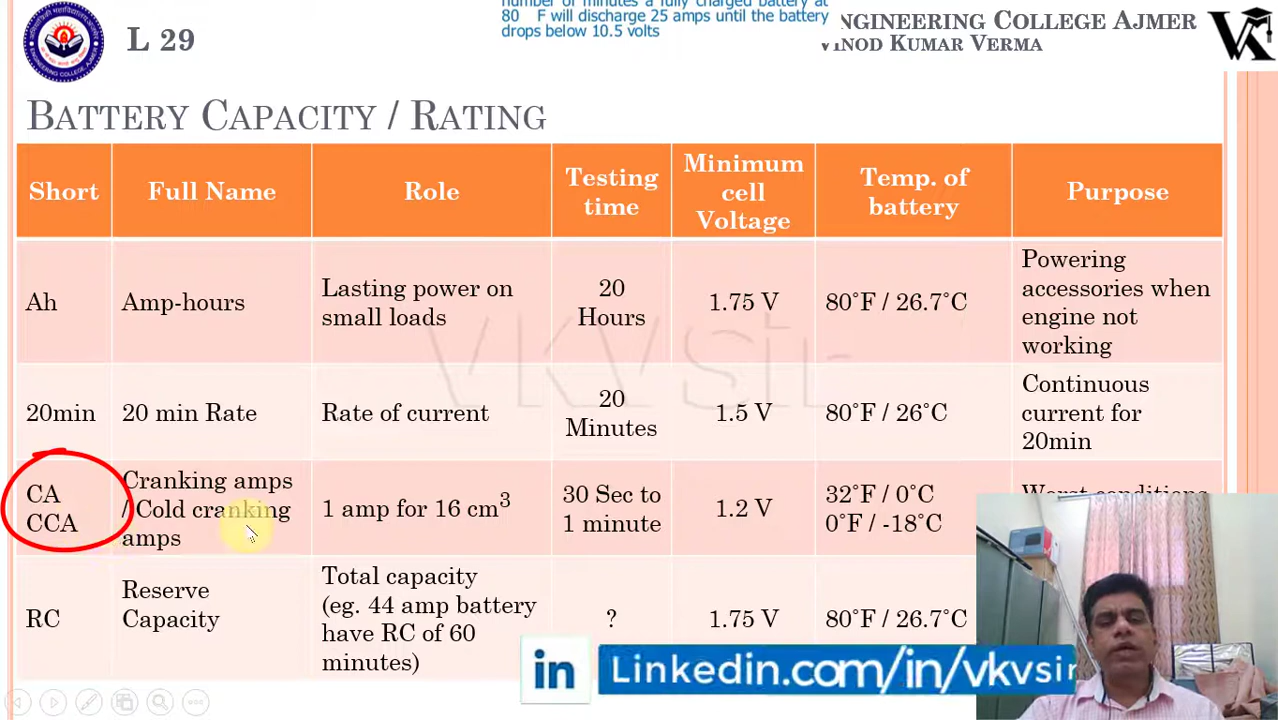 number of minutes a fully charged battery at
80 F will discharge 25 amps until the battery
drops below 10.5 volts
L 29
NGINEERING COLLEGE AJMER
VINOD KUMAR VERMA
BATTERY CAPACITY / RATING
Short
Full Name
Role
Testing
time
Minimum
cell
Voltage
Temp. of
battery
Purpose
Ah
Amp-hours
Lasting power on
small loads
20
Hours
1.75 V
80°F / 26.7°C
Powering
accessories when
engine not
working
20min
20 min Rate
Rate of current
20
Minutes
1.5 V
80°F / 26°C
Continuous
current for
20min
CA
CCA
Cranking amps
/ Cold cranking
amps
1 amp for 16 cm³
30 Sec to
1 minute
1.2 V
32°F / 0°C
0°F / -18°C
Worst conditions
RC
Reserve
Capacity
Total capacity
(eg. 44 amp battery
have RC of 60
minutes)
?
1.75 V
80°F / 26.7°C
VKVSir
in
Linkedin.com/in/vkvsir